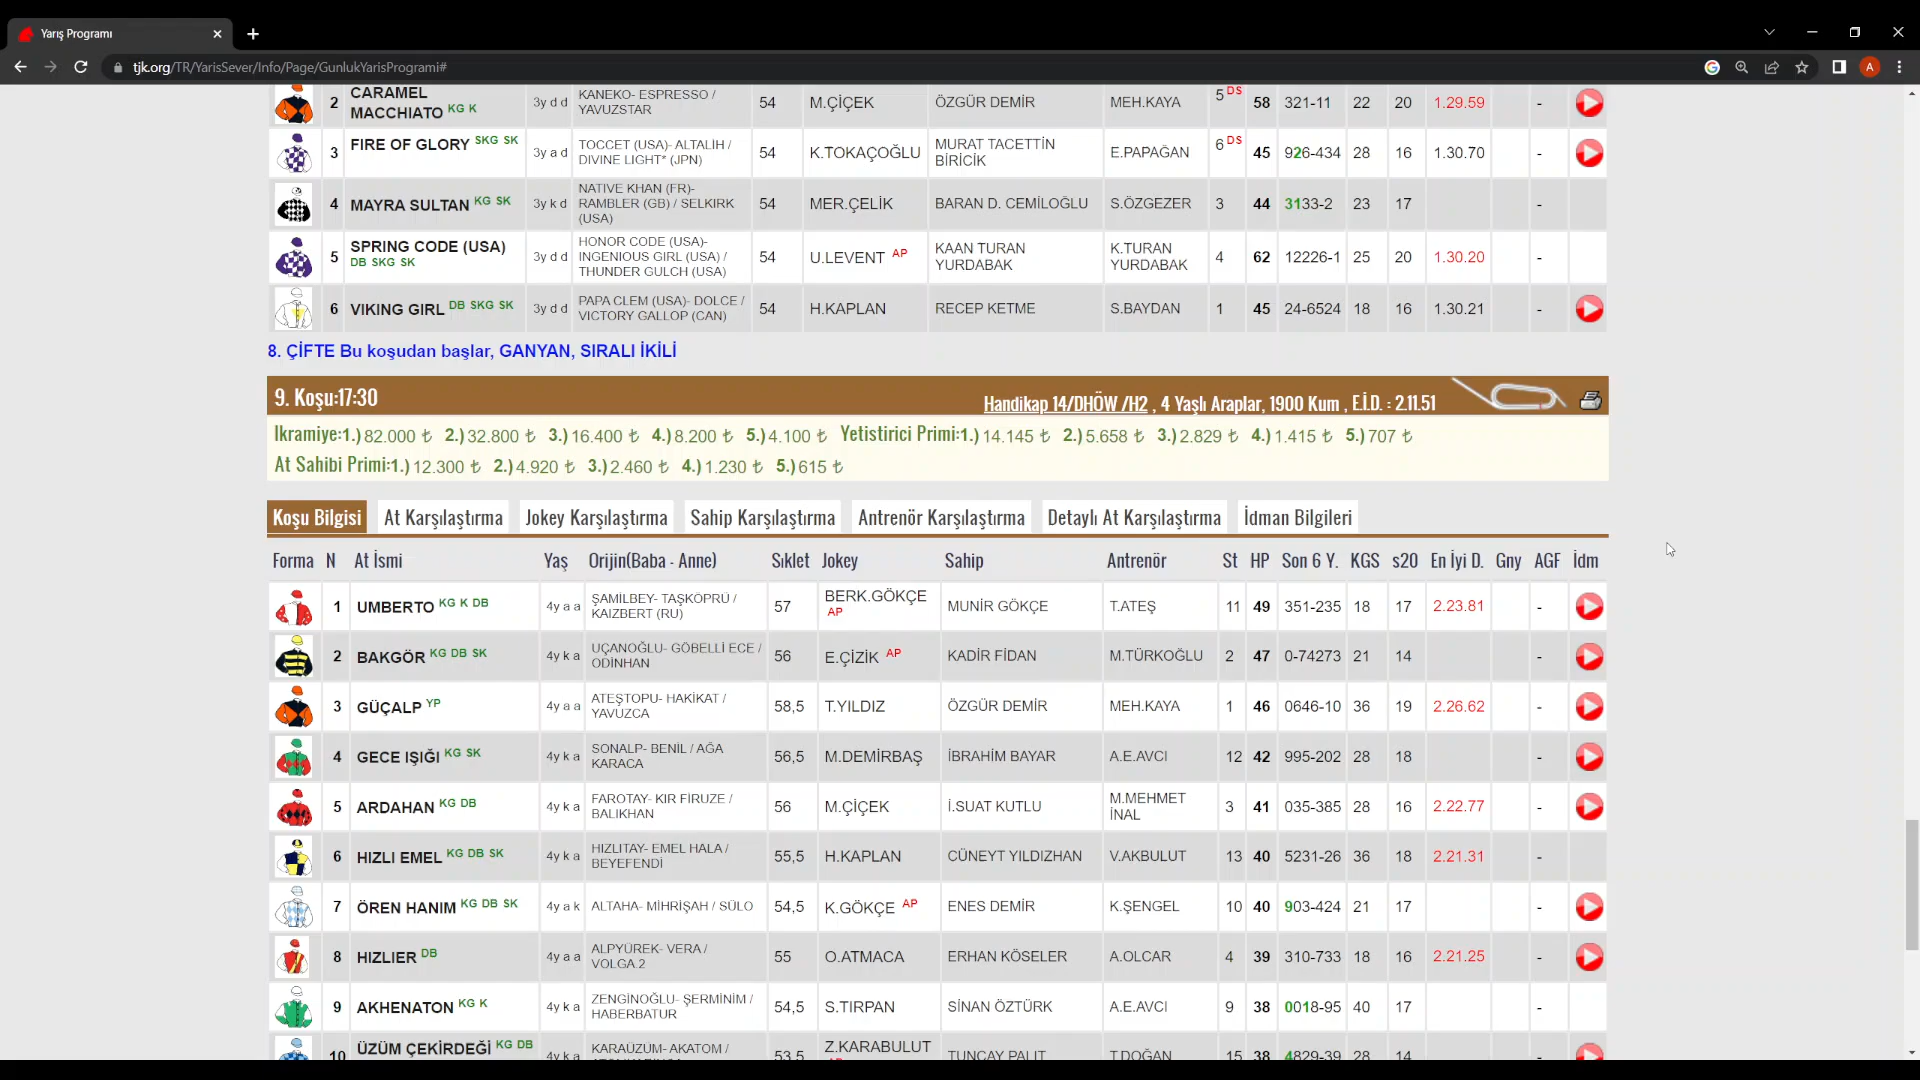 Yarış Programı
tjk.org/TR/YarisSever/Info/Page/GunlukYarisProgrami#
A
2 CARAMEL MACCHIATO KG K 3y d d KANEKO- ESPRESSO / YAVUZSTAR 54 M.ÇİÇEK ÖZGÜR DEMİR MEH.KAYA 5 DS 58 321-11 22 20 1.29.59 -
3 FIRE OF GLORY SKG SK 3y a d TOCCET (USA)- ALTALİH / DIVINE LIGHT* (JPN) 54 K.TOKAÇOĞLU MURAT TACETTİN BİRİCİK E.PAPAĞAN 6 DS 45 926-434 28 16 1.30.70 -
4 MAYRA SULTAN KG SK 3y k d NATIVE KHAN (FR)- RAMBLER (GB) / SELKIRK (USA) 54 MER.ÇELİK BARAN D. CEMİLOĞLU S.ÖZGEZER 3 44 3133-2 23 17 -
5 SPRING CODE (USA) DB SKG SK 3y d d HONOR CODE (USA)- INGENIOUS GIRL (USA) / THUNDER GULCH (USA) 54 U.LEVENT AP KAAN TURAN YURDABAK K.TURAN YURDABAK 4 62 12226-1 25 20 1.30.20 -
6 VIKING GIRL DB SKG SK 3y d d PAPA CLEM (USA)- DOLCE / VICTORY GALLOP (CAN) 54 H.KAPLAN RECEP KETME S.BAYDAN 1 45 24-6524 18 16 1.30.21 -
8. ÇİFTE Bu koşudan başlar, GANYAN, SIRALI İKİLİ
9. Koşu:17:30 Handikap 14/DHÖW /H2 , 4 Yaşlı Araplar, 1900 Kum , E.İ.D. : 2.11.51
Ikramiye:1.) 82.000 ₺ 2.) 32.800 ₺ 3.) 16.400 ₺ 4.) 8.200 ₺ 5.) 4.100 ₺ Yetistirici Primi:1.) 14.145 ₺ 2.) 5.658 ₺ 3.) 2.829 ₺ 4.) 1.415 ₺ 5.) 707 ₺
At Sahibi Primi:1.) 12.300 ₺ 2.) 4.920 ₺ 3.) 2.460 ₺ 4.) 1.230 ₺ 5.) 615 ₺
Koşu Bilgisi At Karşılaştırma Jokey Karşılaştırma Sahip Karşılaştırma Antrenör Karşılaştırma Detaylı At Karşılaştırma İdman Bilgileri
Forma N At İsmi Yaş Orijin(Baba - Anne) Sıklet Jokey Sahip Antrenör St HP Son 6 Y. KGS s20 En İyi D. Gny AGF İdm
1 UMBERTO KG K DB 4y a a ŞAMİLBEY- TAŞKÖPRÜ / KAIZBERT (RU) 57 BERK.GÖKÇE AP MUNİR GÖKÇE T.ATEŞ 11 49 351-235 18 17 2.23.81 -
2 BAKGÖR KG DB SK 4y k a UÇANOĞLU- GÖBELLİ ECE / ODİNHAN 56 E.ÇİZİK AP KADİR FİDAN M.TÜRKOĞLU 2 47 0-74273 21 14 -
3 GÜÇALP YP 4y a a ATEŞTOPU- HAKİKAT / YAVUZCA 58,5 T.YILDIZ ÖZGÜR DEMİR MEH.KAYA 1 46 0646-10 36 19 2.26.62 -
4 GECE IŞIĞI KG SK 4y k a SONALP- BENİL / AĞA KARACA 56,5 M.DEMİRBAŞ İBRAHİM BAYAR A.E.AVCI 12 42 995-202 28 18 -
5 ARDAHAN KG DB 4y k a FAROTAY- KIR FİRUZE / BALIKHAN 56 M.ÇİÇEK İ.SUAT KUTLU M.MEHMET İNAL 3 41 035-385 28 16 2.22.77 -
6 HIZLI EMEL KG DB SK 4y k a HIZLITAY- EMEL HALA / BEYEFENDİ 55,5 H.KAPLAN CÜNEYT YILDIZHAN V.AKBULUT 13 40 5231-26 36 18 2.21.31 -
7 ÖREN HANIM KG DB SK 4y a k ALTAHA- MİHRİŞAH / SÜLO 54,5 K.GÖKÇE AP ENES DEMİR K.ŞENGEL 10 40 903-424 21 17 -
8 HIZLIER DB 4y a a ALPYÜREK- VERA / VOLGA 2 55 O.ATMACA ERHAN KÖSELER A.OLCAR 4 39 310-733 18 16 2.21.25 -
9 AKHENATON KG K 4y k a ZENGİNOĞLU- ŞERMİNİM / HABERBATUR 54,5 S.TIRPAN SİNAN ÖZTÜRK A.E.AVCI 9 38 0018-95 40 17 -
10 ÜZÜM ÇEKİRDEĞİ KG DB 4y k a KARAÜZÜM- AKATOM / 53,5 Z.KARABULUT TUNCAY PALIT T.DOĞAN 15 38 4829-39 28 14 -